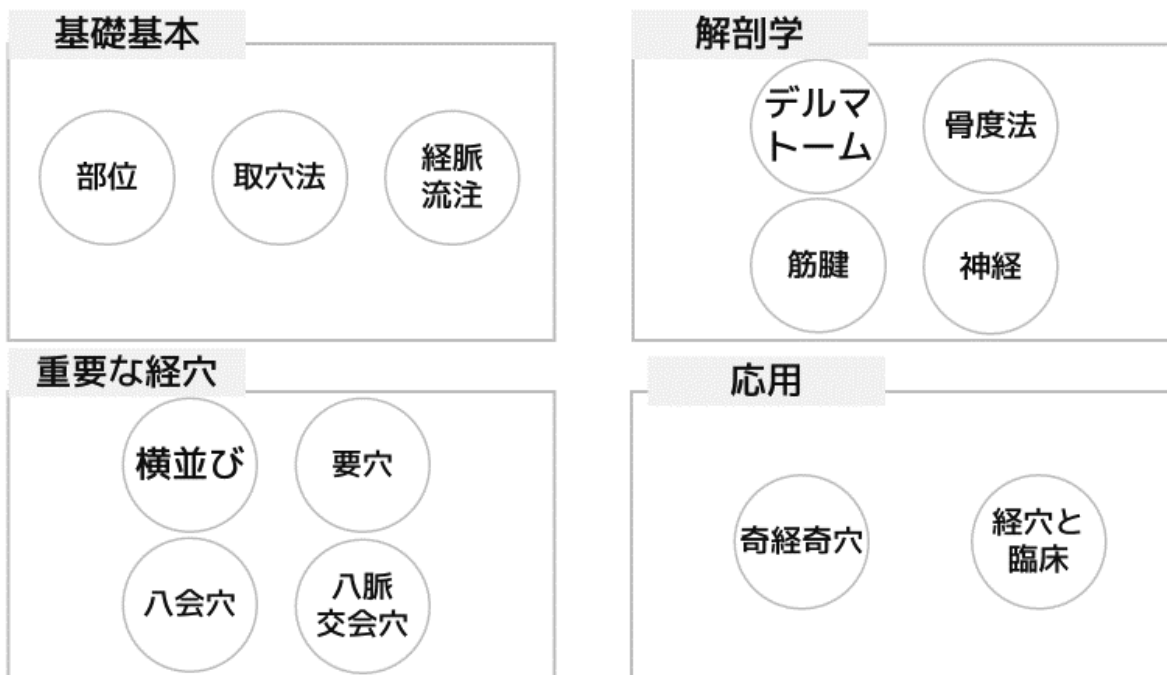 基礎基本
部位
取穴法
経脈
流注
解剖学
デルマ
トーム
骨度法
筋腱
神経
重要な経穴
横並び
要穴
八会穴
八脈
交会穴
応用
奇経奇穴
経穴と
臨床